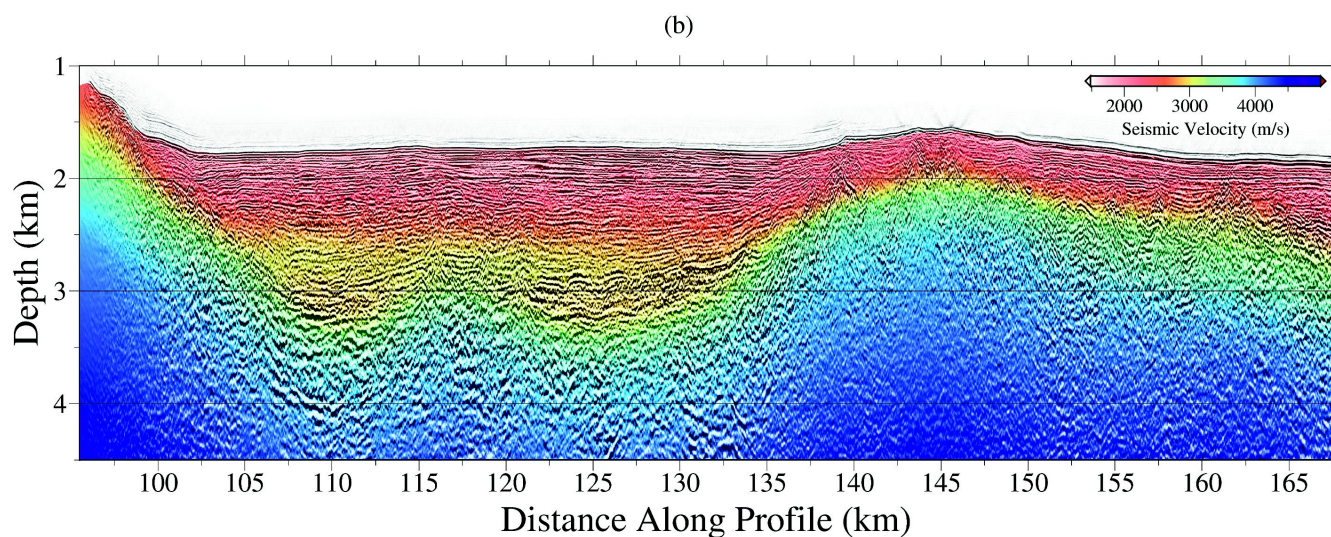 (b)
1
2
3
4
Depth (km)
2000 3000 4000
Seismic Velocity (m/s)
100 105 110 115 120 125 130 135 140 145 150 155 160 165
Distance Along Profile (km)